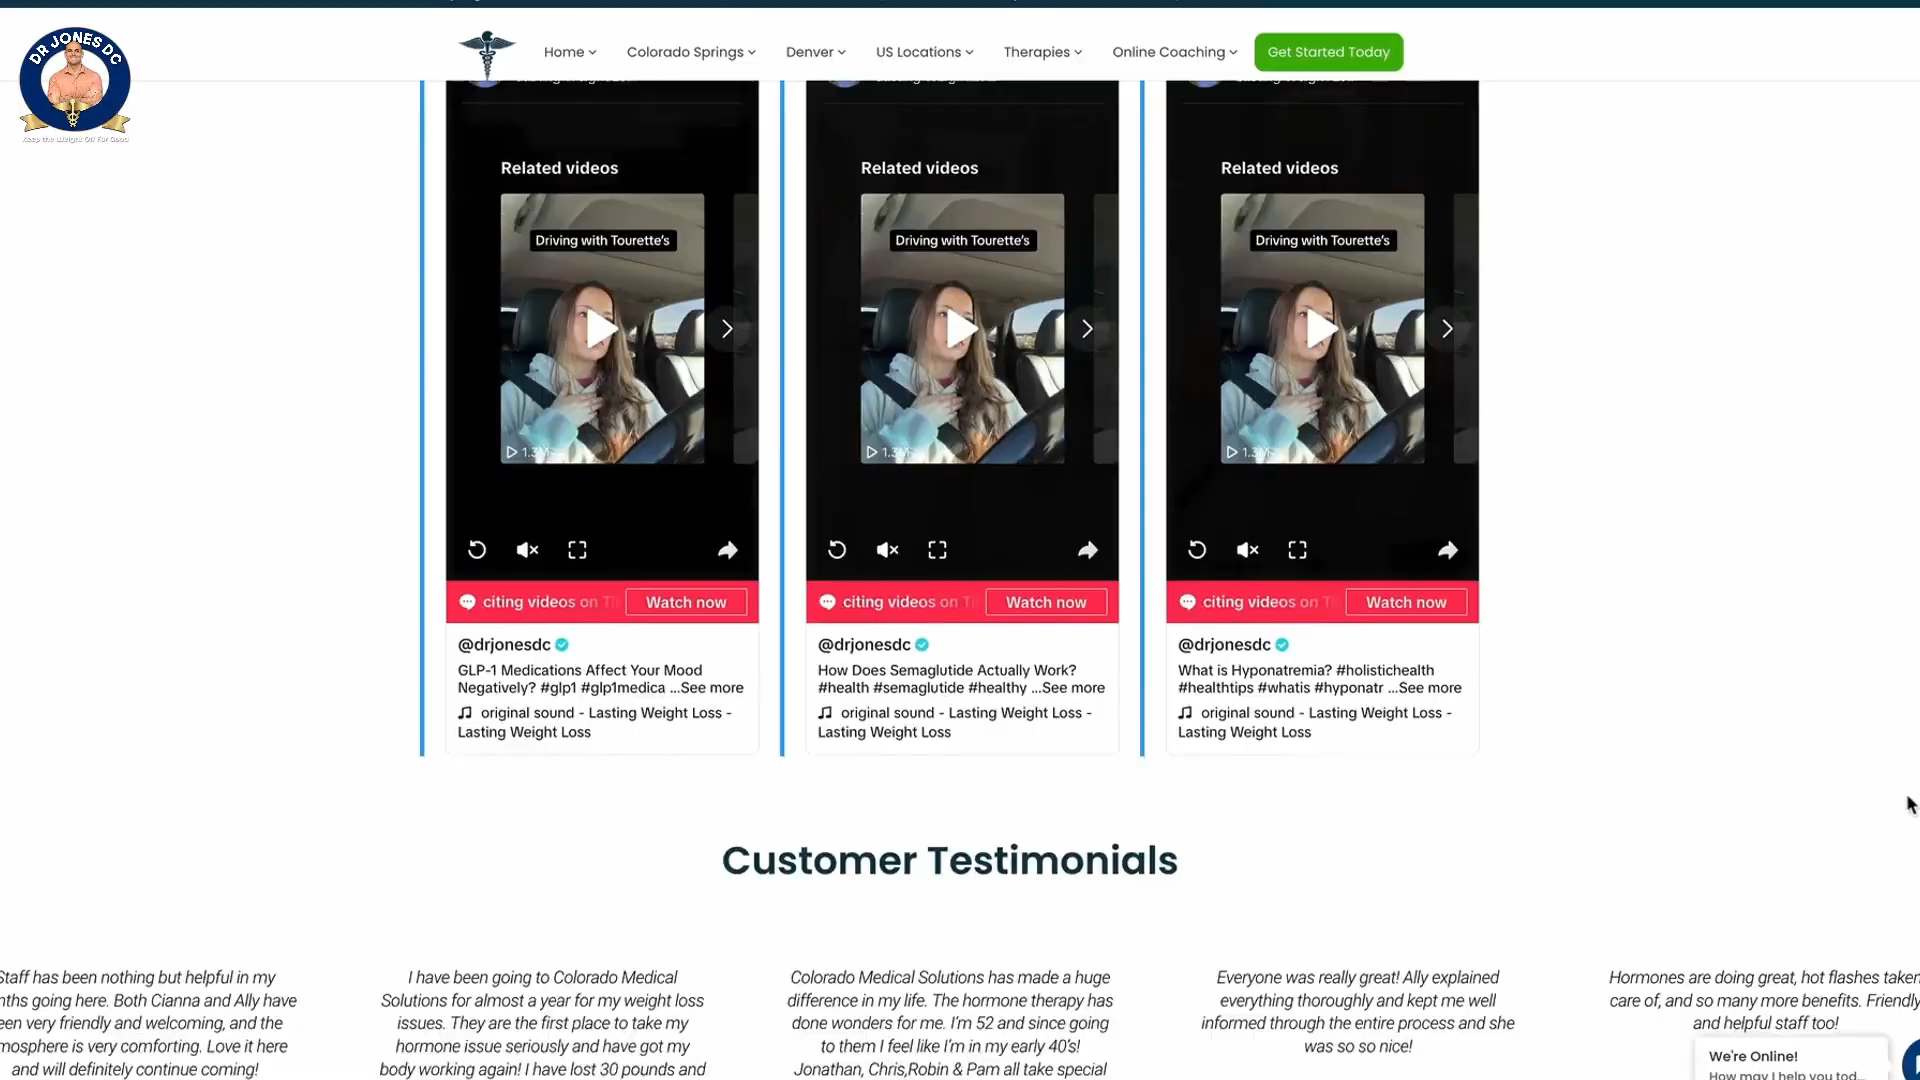 DR JONES DC
Keep the Weight Off For Good
Home
Colorado Springs
Denver
US Locations
Therapies
Online Coaching
Get Started Today
Related videos
Driving with Tourette's
Related videos
Driving with Tourette's
Related videos
Driving with Tourette's
citing videos on
Watch now
citing videos on
Watch now
citing videos on
Watch now
@drjonesdc
GLP-1 Medications Affect Your Mood
Negatively? #glp1 #glp1medica ...See more
original sound - Lasting Weight Loss -
Lasting Weight Loss
@drjonesdc
How Does Semaglutide Actually Work?
#health #semaglutide #healthy ...See more
original sound - Lasting Weight Loss -
Lasting Weight Loss
@drjonesdc
What is Hyponatremia? #holistichealth
#healthtips #whatis #hyponatr ...See more
original sound - Lasting Weight Loss -
Lasting Weight Loss
Customer Testimonials
Staff has been nothing but helpful in my
going here. Both Cianna and Ally have
very friendly and welcoming, and the
is very comforting. Love it here
and will definitely continue coming!
I have been going to Colorado Medical
Solutions for almost a year for my weight loss
issues. They are the first place to take my
hormone issue seriously and have got my
body working again! I have lost 30 pounds and
Colorado Medical Solutions has made a huge
difference in my life. The hormone therapy has
done wonders for me. I'm 52 and since going
to them I feel like I'm in my early 40's!
Jonathan, Chris,Robin & Pam all take special
Everyone was really great! Ally explained
everything thoroughly and kept me well
informed through the entire process and she
was so so nice!
Hormones are doing great, hot flashes taken
care of, and so many more benefits. Friendly
and helpful staff too!
We're Online!
How may I help you tod...